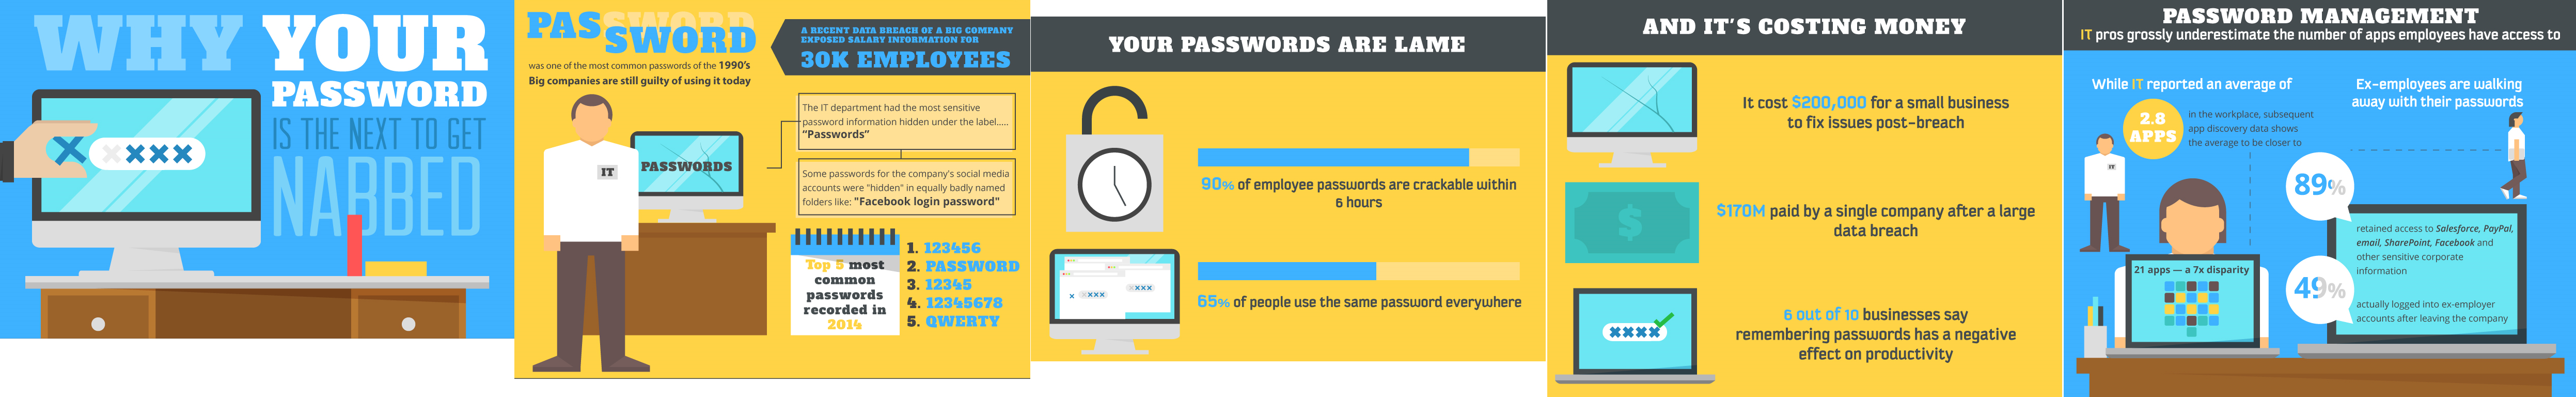 WHY YOUR
PASSWORD
IS THE NEXT TO GET
NABBED
PASSWORD
SWORD
was one of the most common passwords of the 1990's
Big companies are still guilty of using it today
A RECENT DATA BREACH OF A BIG COMPANY
EXPOSED SALARY INFORMATION FOR
30K EMPLOYEES
The IT department had the most sensitive
password information hidden under the label.....
"Passwords"
Some passwords for the company's social media
accounts were "hidden" in equally badly named
folders like: "Facebook login password"
IT
PASSWORDS
Top 5 most
common
passwords
recorded in
2014
1. 123456
2. PASSWORD
3. 12345
4. 12345678
5. QWERTY
YOUR PASSWORDS ARE LAME
90% of employee passwords are crackable within
6 hours
65% of people use the same password everywhere
AND IT'S COSTING MONEY
It cost $200,000 for a small business
to fix issues post-breach
$
$170M paid by a single company after a large
data breach
6 out of 10 businesses say
remembering passwords has a negative
effect on productivity
PASSWORD MANAGEMENT
IT pros grossly underestimate the number of apps employees have access to
While IT reported an average of
2.8
APPS
in the workplace, subsequent
app discovery data shows
the average to be closer to
IT
21 apps — a 7x disparity
Ex-employees are walking
away with their passwords
89%
retained access to Salesforce, PayPal,
email, SharePoint, Facebook and
other sensitive corporate
information
49%
actually logged into ex-employer
accounts after leaving the company